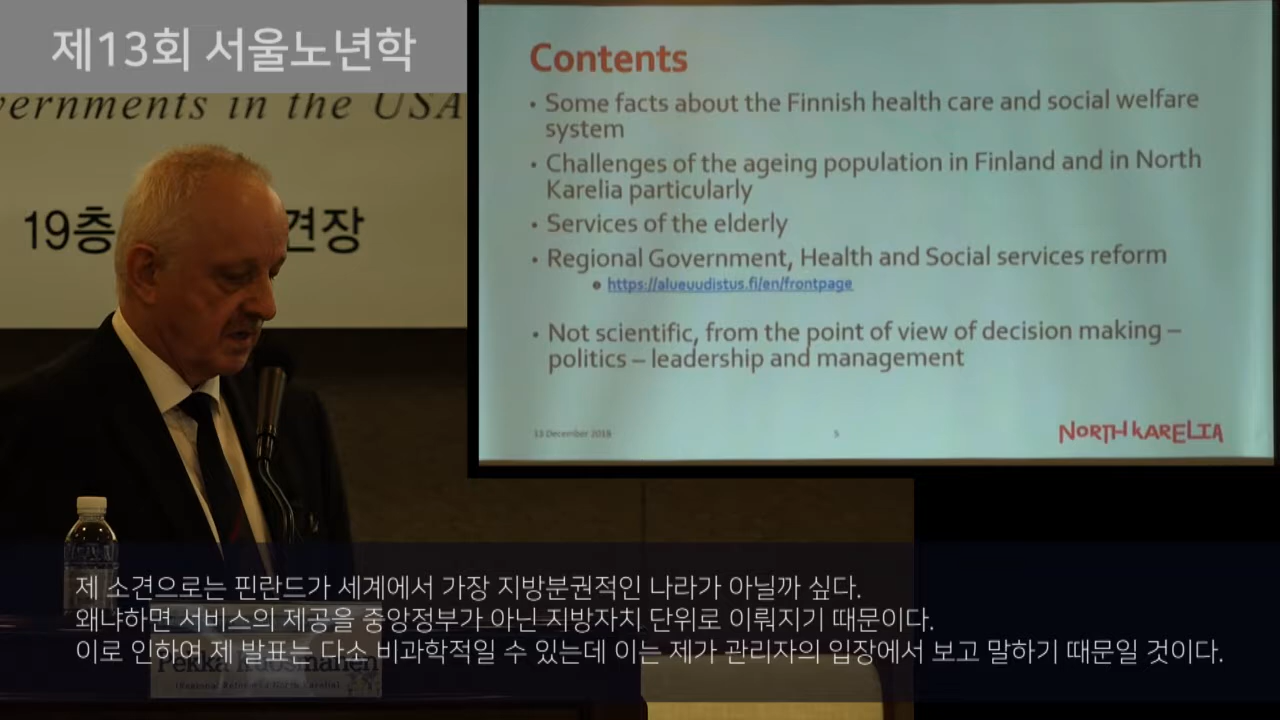 제13회 서울노년학
ernments in the USA
19층
견장
Contents
• Some facts about the Finnish health care and social welfare
system
• Challenges of the ageing population in Finland and in North
Karelia particularly
• Services of the elderly
• Regional Government, Health and Social services reform
• https://alueuudistus.fi/en/frontpage
• Not scientific, from the point of view of decision making –
politics – leadership and management
13 December 2018
5
NORTH KARELIA
제 소견으로는 핀란드가 세계에서 가장 지방분권적인 나라가 아닐까 싶다.
왜냐하면 서비스의 제공을 중앙정부가 아닌 지방자치 단위로 이뤄지기 때문이다.
이로 인하여 제 발표는 다소 비과학적일 수 있는데 이는 제가 관리자의 입장에서 보고 말하기 때문일 것이다.
Pekka Kuosmanen